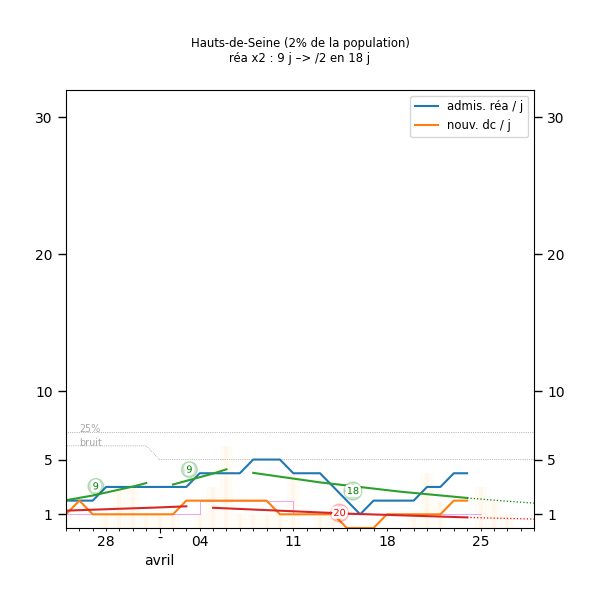 Hauts-de-Seine (2% de la population)
réa x2 : 9 j –> /2 en 18 j
admis. réa / j
nouv. dc / j
30 30
20 20
10 10
25%
bruit
5 5
9 9 18
20
1 1
28 - 04 11 18 25
avril